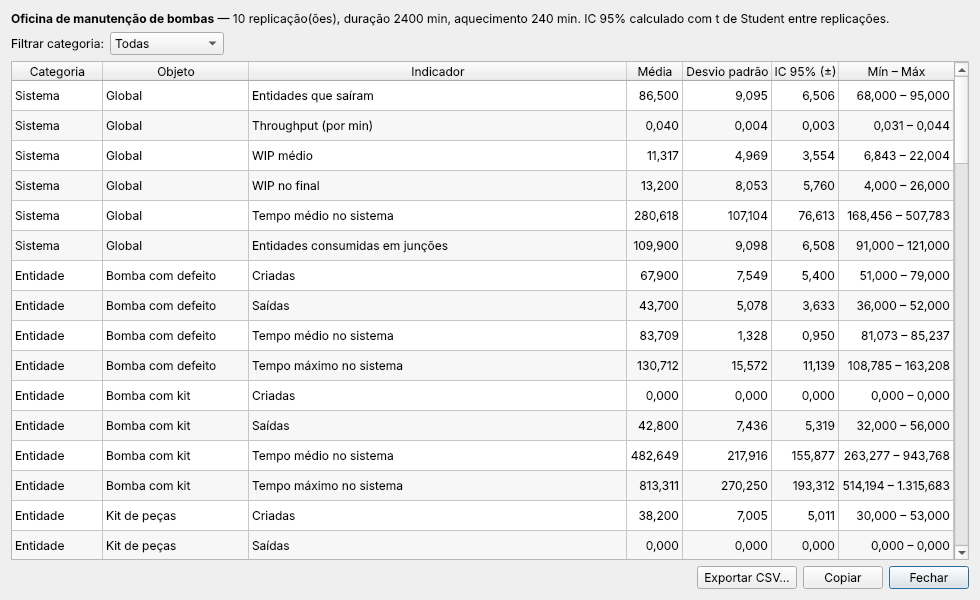 Oficina de manutenção de bombas — 10 replicação(ões), duração 2400 min, aquecimento 240 min. IC 95% calculado com t de Student entre replicações.
Filtrar categoria: Todas
Categoria Objeto Indicador Média Desvio padrão IC 95% (±) Mín – Máx
Sistema Global Entidades que saíram 86,500 9,095 6,506 68,000 – 95,000
Sistema Global Throughput (por min) 0,040 0,004 0,003 0,031 – 0,044
Sistema Global WIP médio 11,317 4,969 3,554 6,843 – 22,004
Sistema Global WIP no final 13,200 8,053 5,760 4,000 – 26,000
Sistema Global Tempo médio no sistema 280,618 107,104 76,613 168,456 – 507,783
Sistema Global Entidades consumidas em junções 109,900 9,098 6,508 91,000 – 121,000
Entidade Bomba com defeito Criadas 67,900 7,549 5,400 51,000 – 79,000
Entidade Bomba com defeito Saídas 43,700 5,078 3,633 36,000 – 52,000
Entidade Bomba com defeito Tempo médio no sistema 83,709 1,328 0,950 81,073 – 85,237
Entidade Bomba com defeito Tempo máximo no sistema 130,712 15,572 11,139 108,785 – 163,208
Entidade Bomba com kit Criadas 0,000 0,000 0,000 0,000 – 0,000
Entidade Bomba com kit Saídas 42,800 7,436 5,319 32,000 – 56,000
Entidade Bomba com kit Tempo médio no sistema 482,649 217,916 155,877 263,277 – 943,768
Entidade Bomba com kit Tempo máximo no sistema 813,311 270,250 193,312 514,194 – 1.315,683
Entidade Kit de peças Criadas 38,200 7,005 5,011 30,000 – 53,000
Entidade Kit de peças Saídas 0,000 0,000 0,000 0,000 – 0,000
Exportar CSV... Copiar Fechar